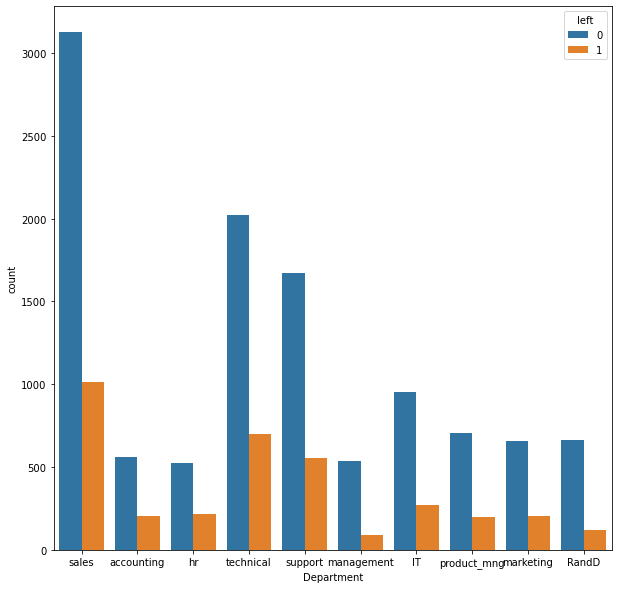 left
0
1
3000
2500
2000
1500
1000
500
0
count
sales accounting hr technical support management IT product_mng marketing RandD
Department